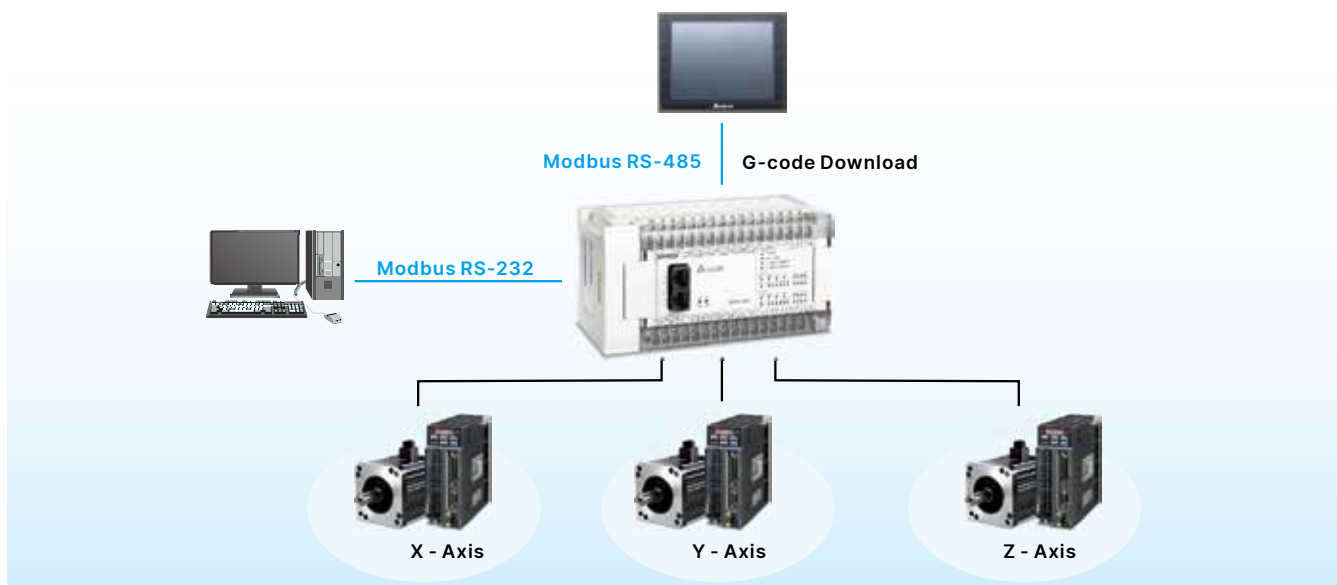 Modbus RS-485
G-code Download
Modbus RS-232
X - Axis
Y - Axis
Z - Axis